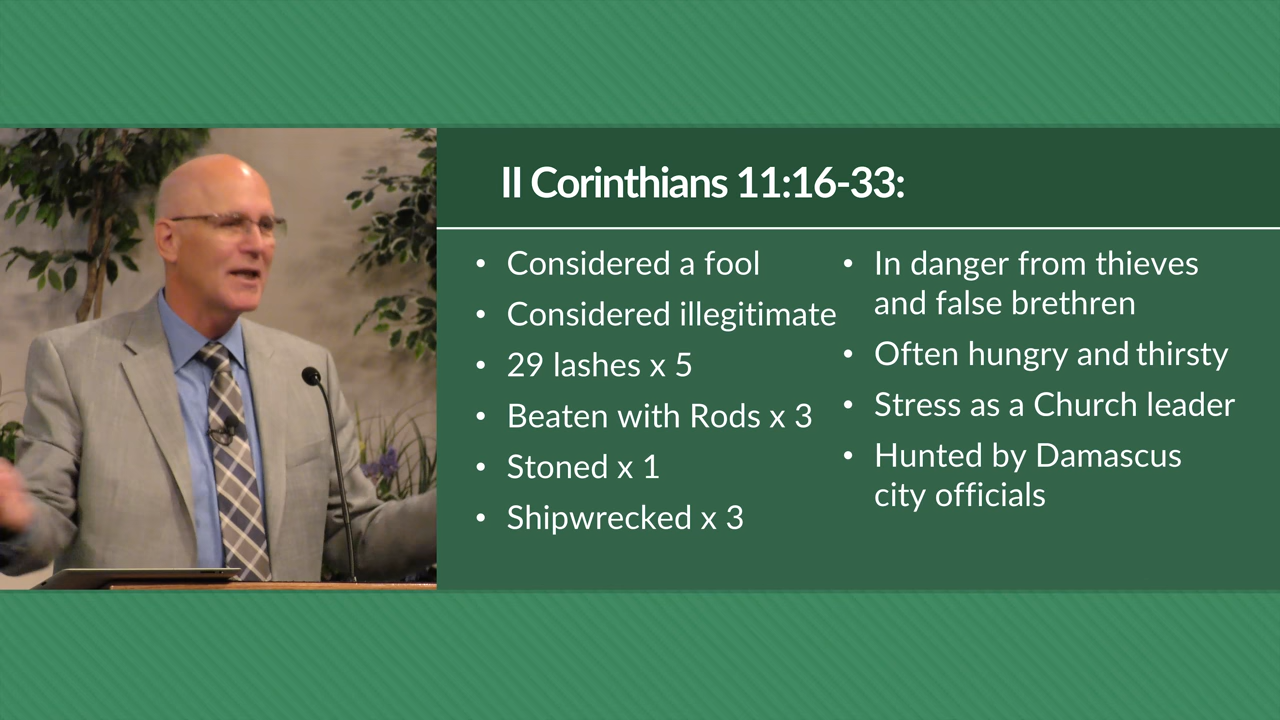 II Corinthians 11:16-33:
• Considered a fool
• Considered illegitimate
• 29 lashes x 5
• Beaten with Rods x 3
• Stoned x 1
• Shipwrecked x 3
• In danger from thieves
and false brethren
• Often hungry and thirsty
• Stress as a Church leader
• Hunted by Damascus
city officials